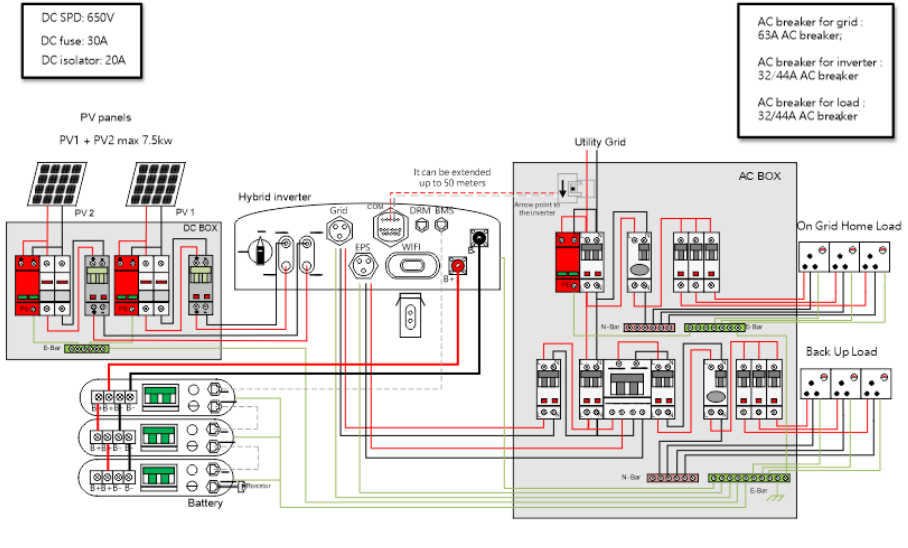 DC SPD: 650V
DC fuse: 30A
DC isolator: 20A
AC breaker for grid :
63A AC breaker;
AC breaker for inverter :
32/44A AC breaker
AC breaker for load :
32/44A AC breaker
PV panels
PV1 + PV2 max 7.5kw
Utility Grid
It can be extended
up to 50 meters
AC BOX
Hybrid inverter
PV 2
PV 1
DC BOX
Grid
COM
DRM BMS
Arrow point to
the inverter
EPS
WIFI
B-
B+
On Grid Home Load
PE
PE
PE
N-Bar
E-Bar
E-Bar
Back Up Load
B+B+B- B-
B+B+B- B-
B+B+B- B-
Resistor
Battery
N-Bar
E-Bar